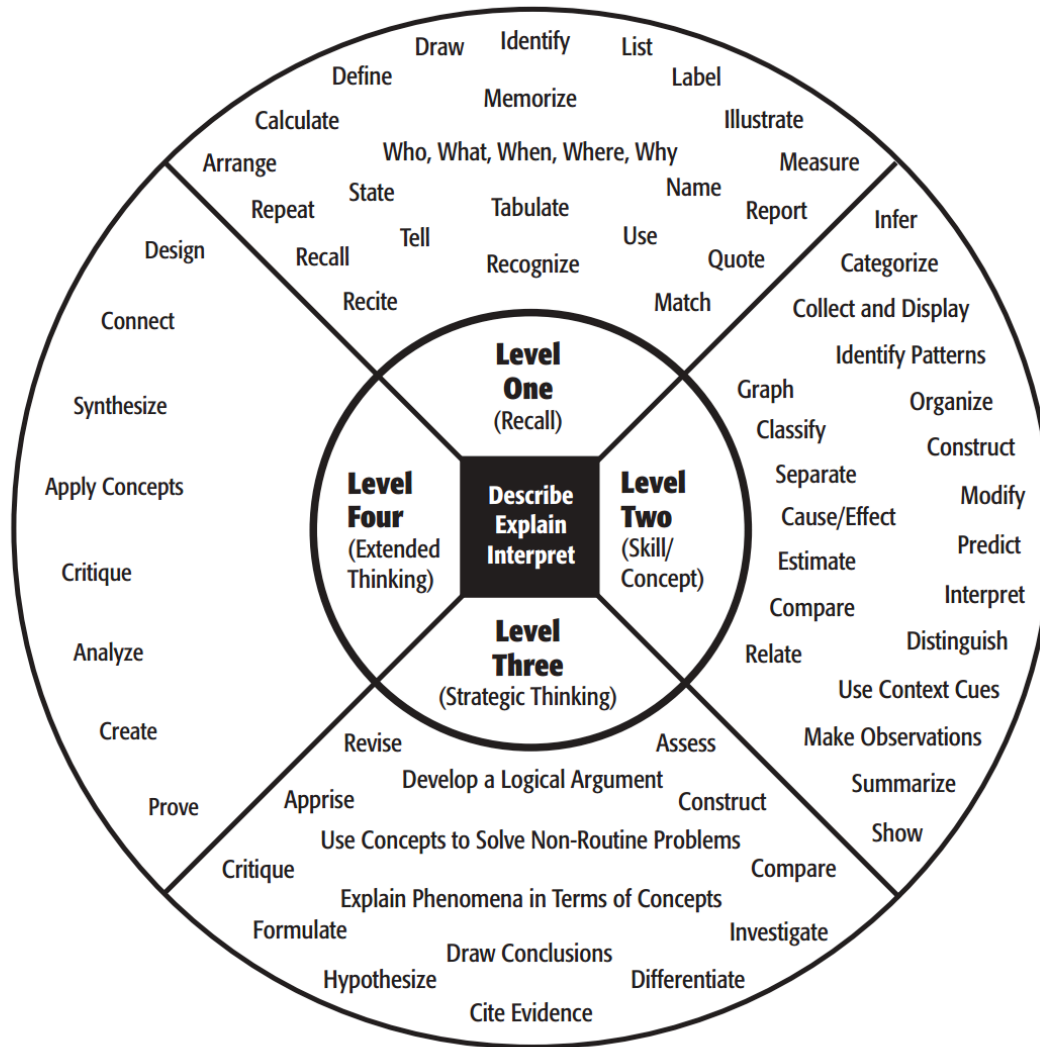 Draw
Identify
List
Define
Label
Memorize
Calculate
Illustrate
Who, What, When, Where, Why
Arrange
Measure
State
Name
Repeat
Tabulate
Report
Tell
Use
Recall
Recognize
Quote
Recite
Match
Level
One
(Recall)
Infer
Categorize
Collect and Display
Identify Patterns
Graph
Organize
Classify
Construct
Separate
Modify
Cause/Effect
Predict
Estimate
Interpret
Compare
Distinguish
Relate
Use Context Cues
Make Observations
Summarize
Show
Level
Two
(Skill/
Concept)
Describe
Explain
Interpret
Level
Three
(Strategic Thinking)
Revise
Assess
Develop a Logical Argument
Apprise
Construct
Use Concepts to Solve Non-Routine Problems
Critique
Compare
Explain Phenomena in Terms of Concepts
Formulate
Investigate
Draw Conclusions
Hypothesize
Differentiate
Cite Evidence
Level
Four
(Extended
Thinking)
Design
Connect
Synthesize
Apply Concepts
Critique
Analyze
Create
Prove